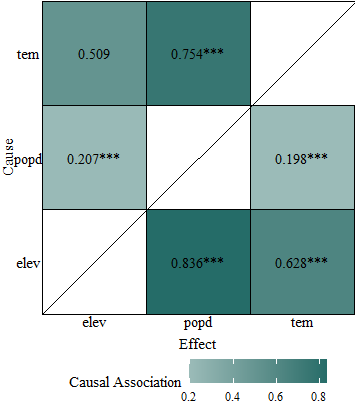 tem
0.509
0.754***
Cause
popd
0.207***
0.198***
elev
0.836***
0.628***
elev popd tem
Effect
Causal Association
0.2 0.4 0.6 0.8